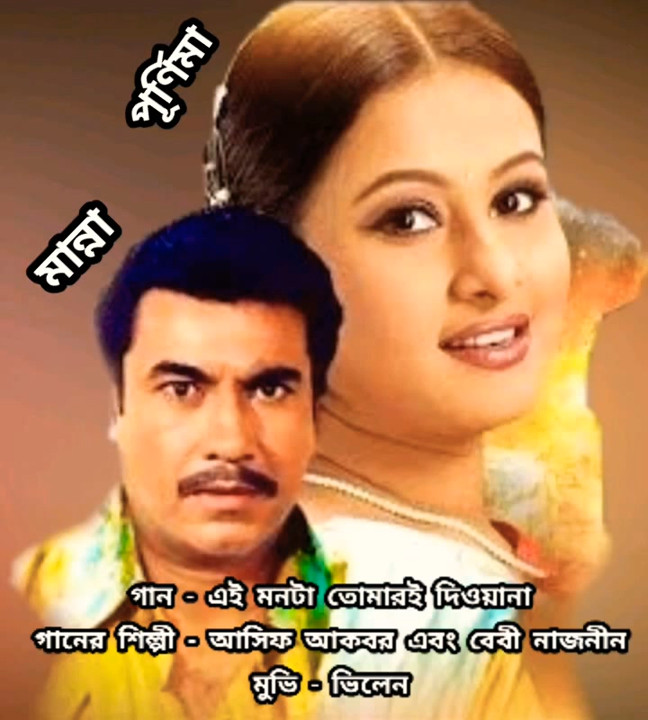 পূর্ণিমা
মান্না
গান - এই মনটা তোমারই দিওয়ানা
গানের শিল্পী - আসিফ আকবর এবং বেবী নাজনীন
মুভি - ভিলেন